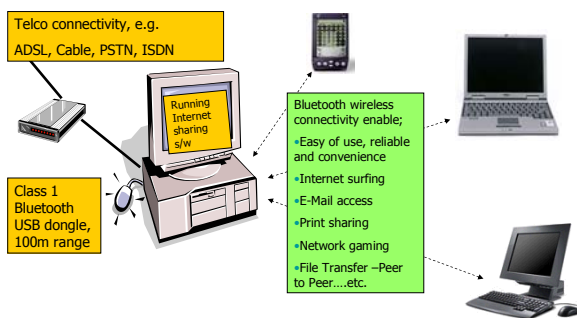 Telco connectivity, e.g.
ADSL, Cable, PSTN, ISDN
Running
Internet
sharing
s/w
Class 1
Bluetooth
USB dongle,
100m range
Bluetooth wireless
connectivity enable;
•Easy of use, reliable
and convenience
•Internet surfing
•E-Mail access
•Print sharing
•Network gaming
•File Transfer –Peer
to Peer….etc.